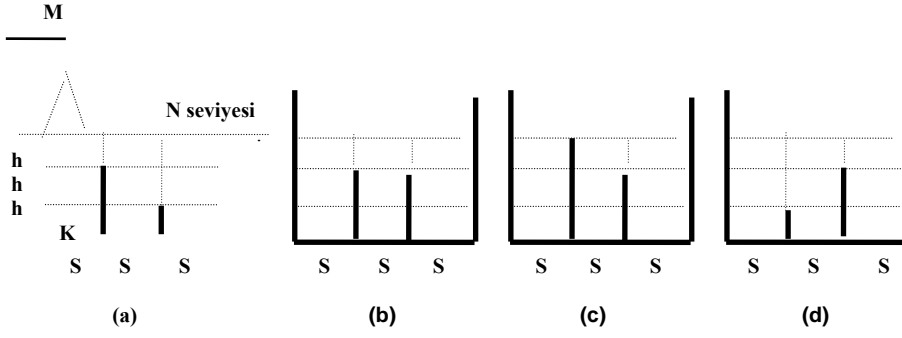 M
N seviyesi
h
h
h
K
S S S S S S S S S S S S
(a) (b) (c) (d)